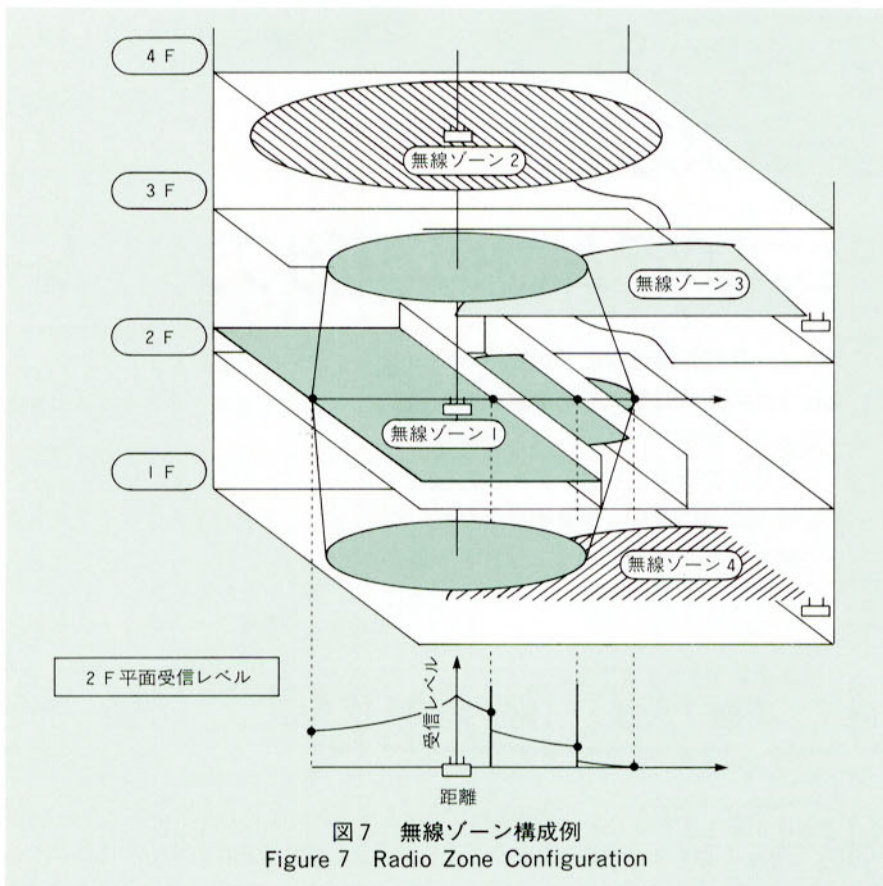 4 F
無線ゾーン2
3 F
無線ゾーン3
2 F
無線ゾーン1
1 F
無線ゾーン4
2 F平面受信レベル
受信レベル
距離
図7 無線ゾーン構成例
Figure 7 Radio Zone Configuration